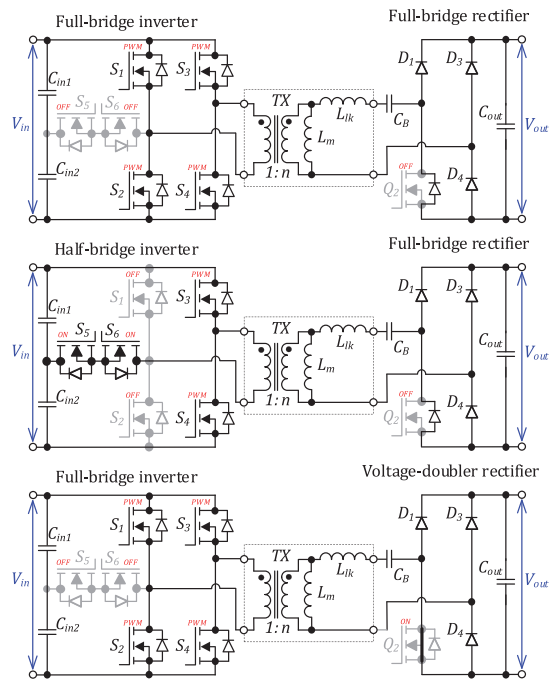 Full-bridge inverter
Full-bridge rectifier
PWM PWM
S1 S3 D1 D3
Cin1
TX
OFF S5 S6 OFF
Llk
Vin CB Cout Vout
Lm
PWM PWM OFF
Cin2 S2 S4 1:n Q2 D4
Half-bridge inverter
Full-bridge rectifier
OFF PWM
S1 S3 D1 D3
Cin1
TX
ON S5 S6 ON
Llk
Vin CB Cout Vout
Lm
OFF PWM OFF
Cin2 S2 S4 1:n Q2 D4
Full-bridge inverter
Voltage-doubler rectifier
PWM PWM
S1 S3 D1 D3
Cin1
TX
OFF S5 S6 OFF
Llk
Vin CB Cout Vout
Lm
PWM PWM ON
Cin2 S2 S4 1:n Q2 D4